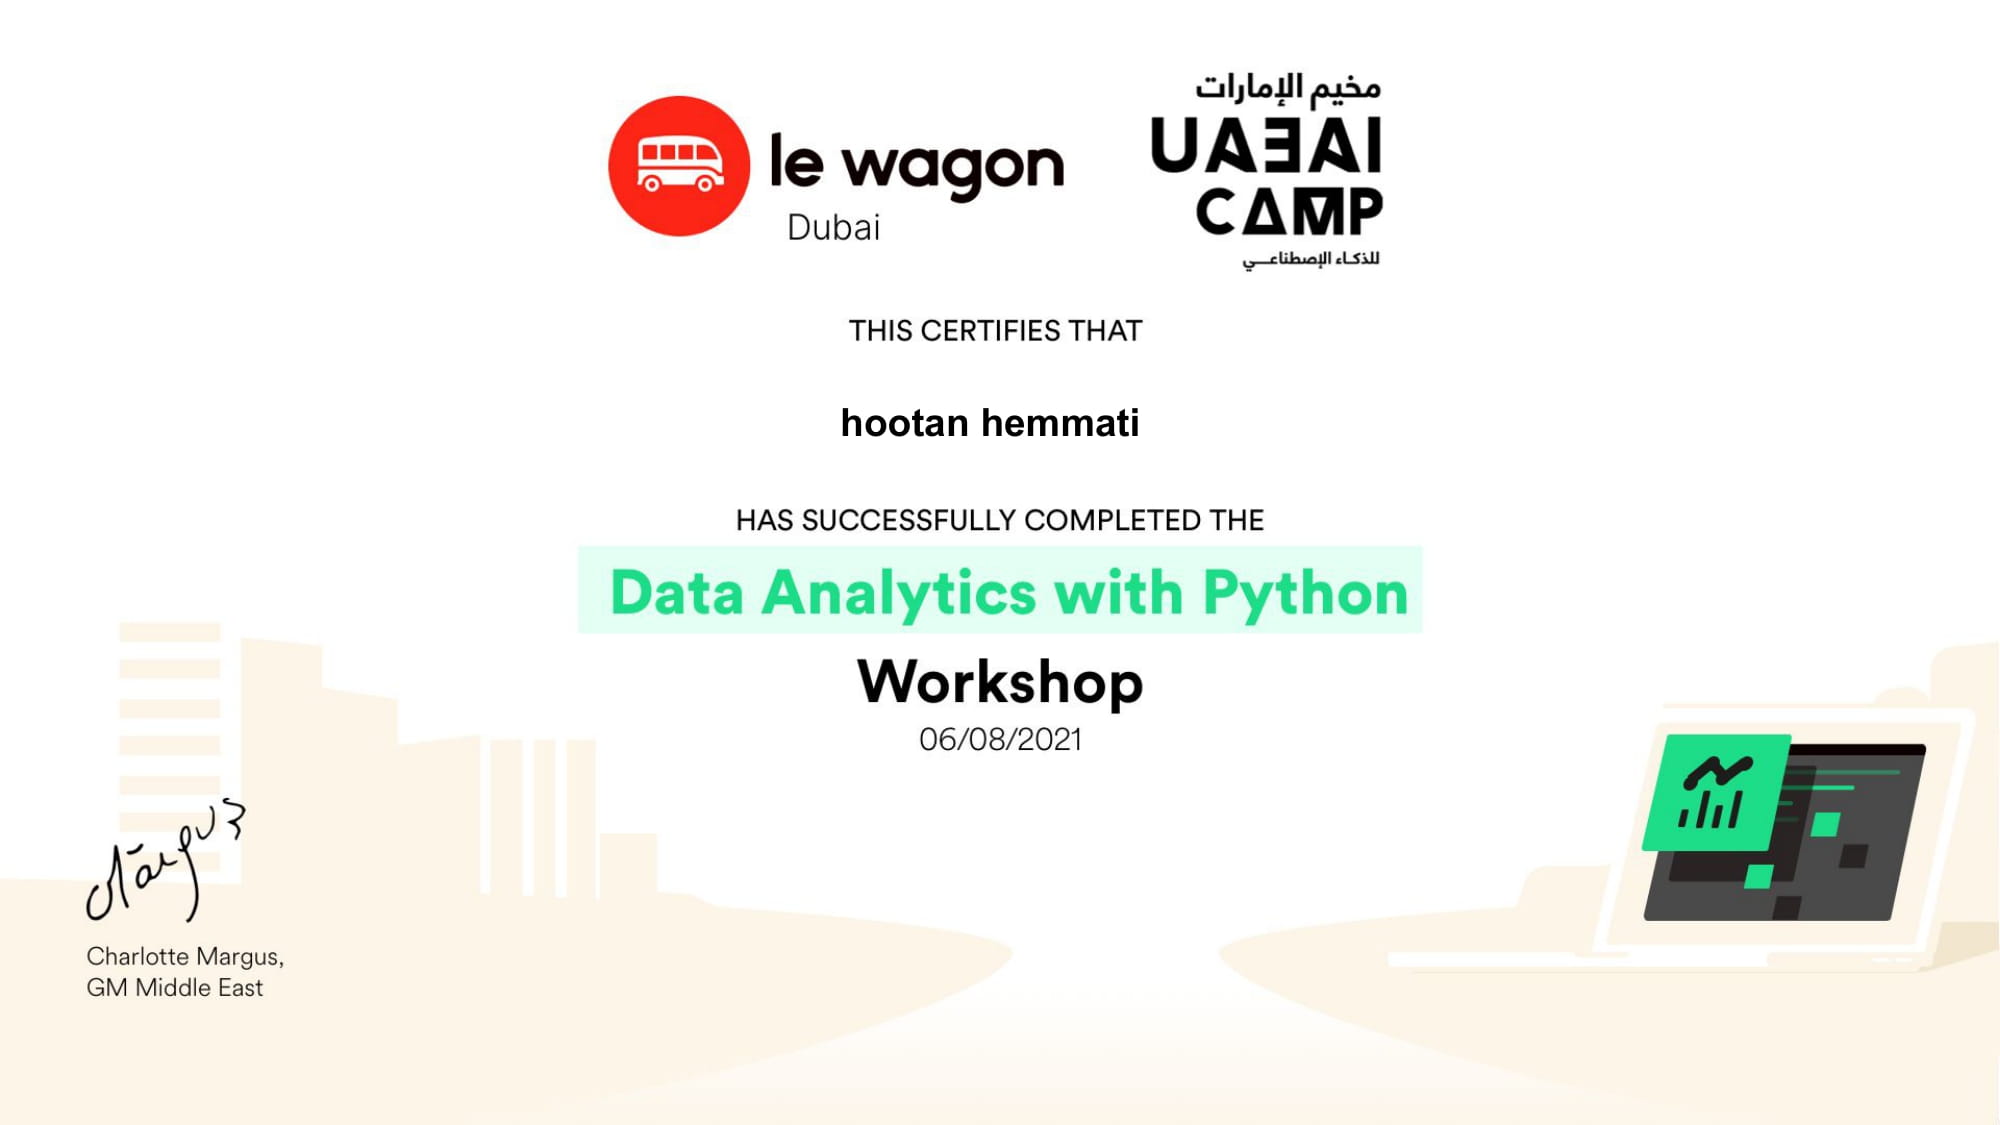 le wagon
Dubai
مخيم الإمارات
UAEAI
CAMP
للذكاء الإصطناعي
THIS CERTIFIES THAT
hootan hemmati
HAS SUCCESSFULLY COMPLETED THE
Data Analytics with Python
Workshop
06/08/2021
Margus
Charlotte Margus,
GM Middle East